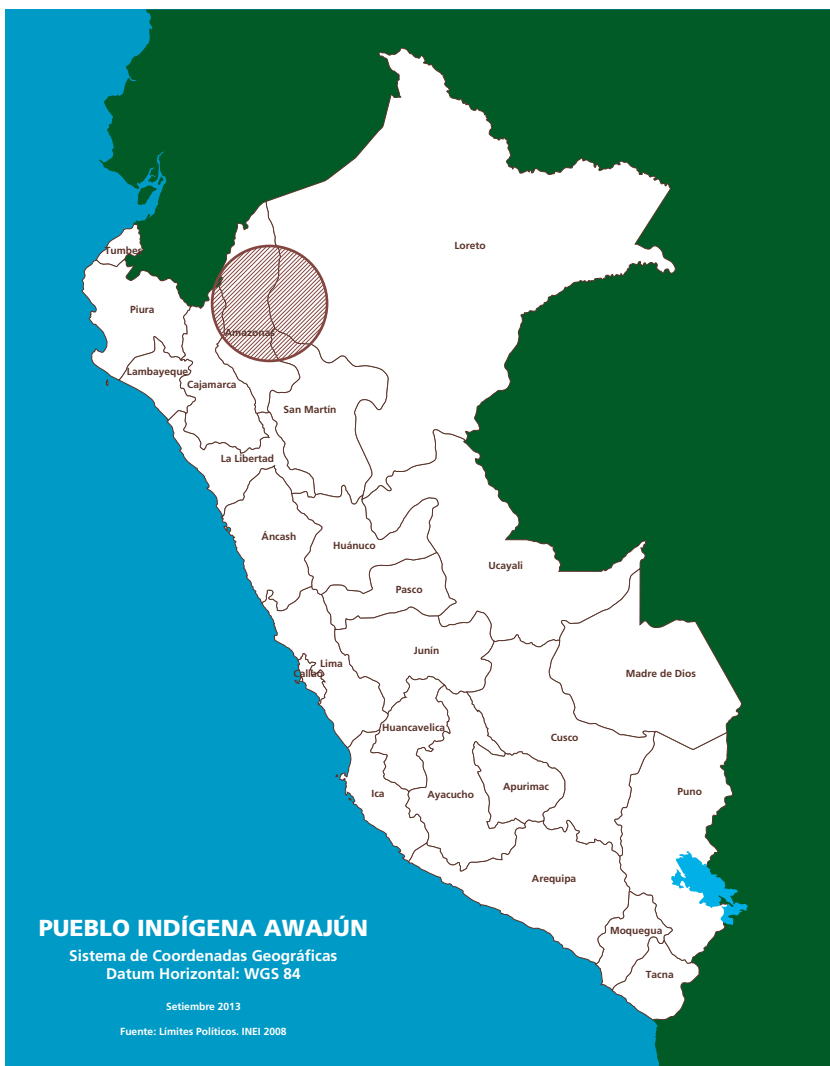 Loreto
Tumbes
Piura
Amazonas
Lambayeque
Cajamarca
San Martín
La Libertad
Áncash
Huánuco
Ucayali
Pasco
Junín
Lima
Callao
Madre de Dios
Huancavelica
Cusco
Ica
Ayacucho
Apurimac
Puno
Arequipa
Moquegua
Tacna
PUEBLO INDÍGENA AWAJÚN
Sistema de Coordenadas Geográficas
Datum Horizontal: WGS 84
Setiembre 2013
Fuente: Límites Políticos. INEI 2008